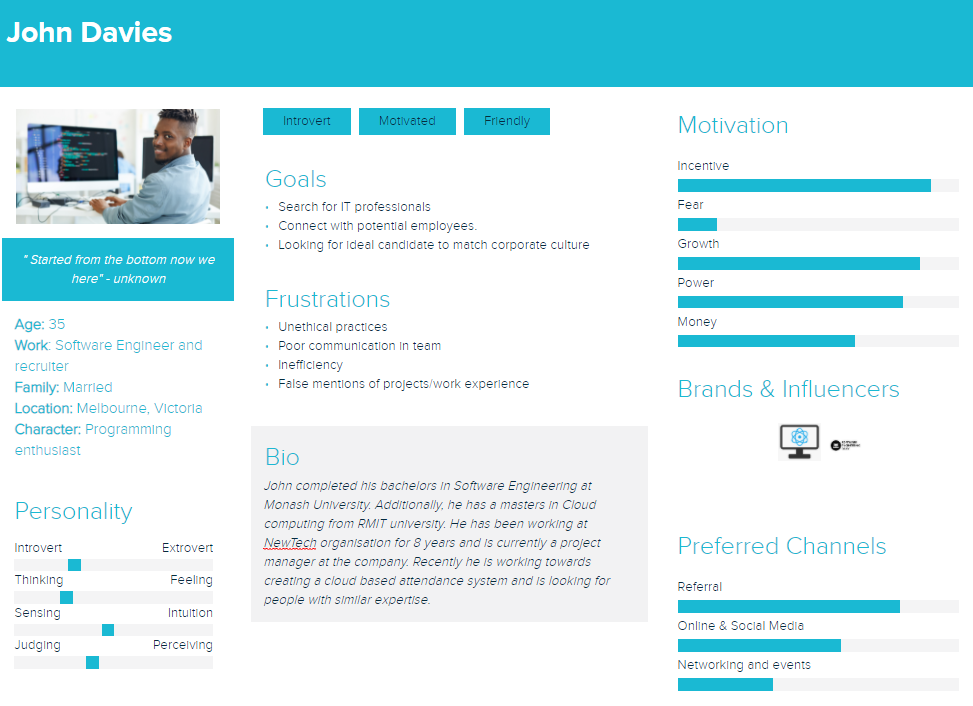 John Davies
" Started from the bottom now we
here" - unknown
Age: 35
Work: Software Engineer and
recruiter
Family: Married
Location: Melbourne, Victoria
Character: Programming
enthusiast
Personality
Introvert Extrovert
Thinking Feeling
Sensing Intuition
Judging Perceiving
Introvert Motivated Friendly
Goals
• Search for IT professionals
• Connect with potential employees.
• Looking for ideal candidate to match corporate culture
Frustrations
• Unethical practices
• Poor communication in team
• Inefficiency
• False mentions of projects/work experience
Bio
John completed his bachelors in Software Engineering at
Monash University. Additionally, he has a masters in Cloud
computing from RMIT university. He has been working at
NewTech organisation for 8 years and is currently a project
manager at the company. Recently he is working towards
creating a cloud based attendance system and is looking for
people with similar expertise.
Motivation
Incentive
Fear
Growth
Power
Money
Brands & Influencers
Preferred Channels
Referral
Online & Social Media
Networking and events